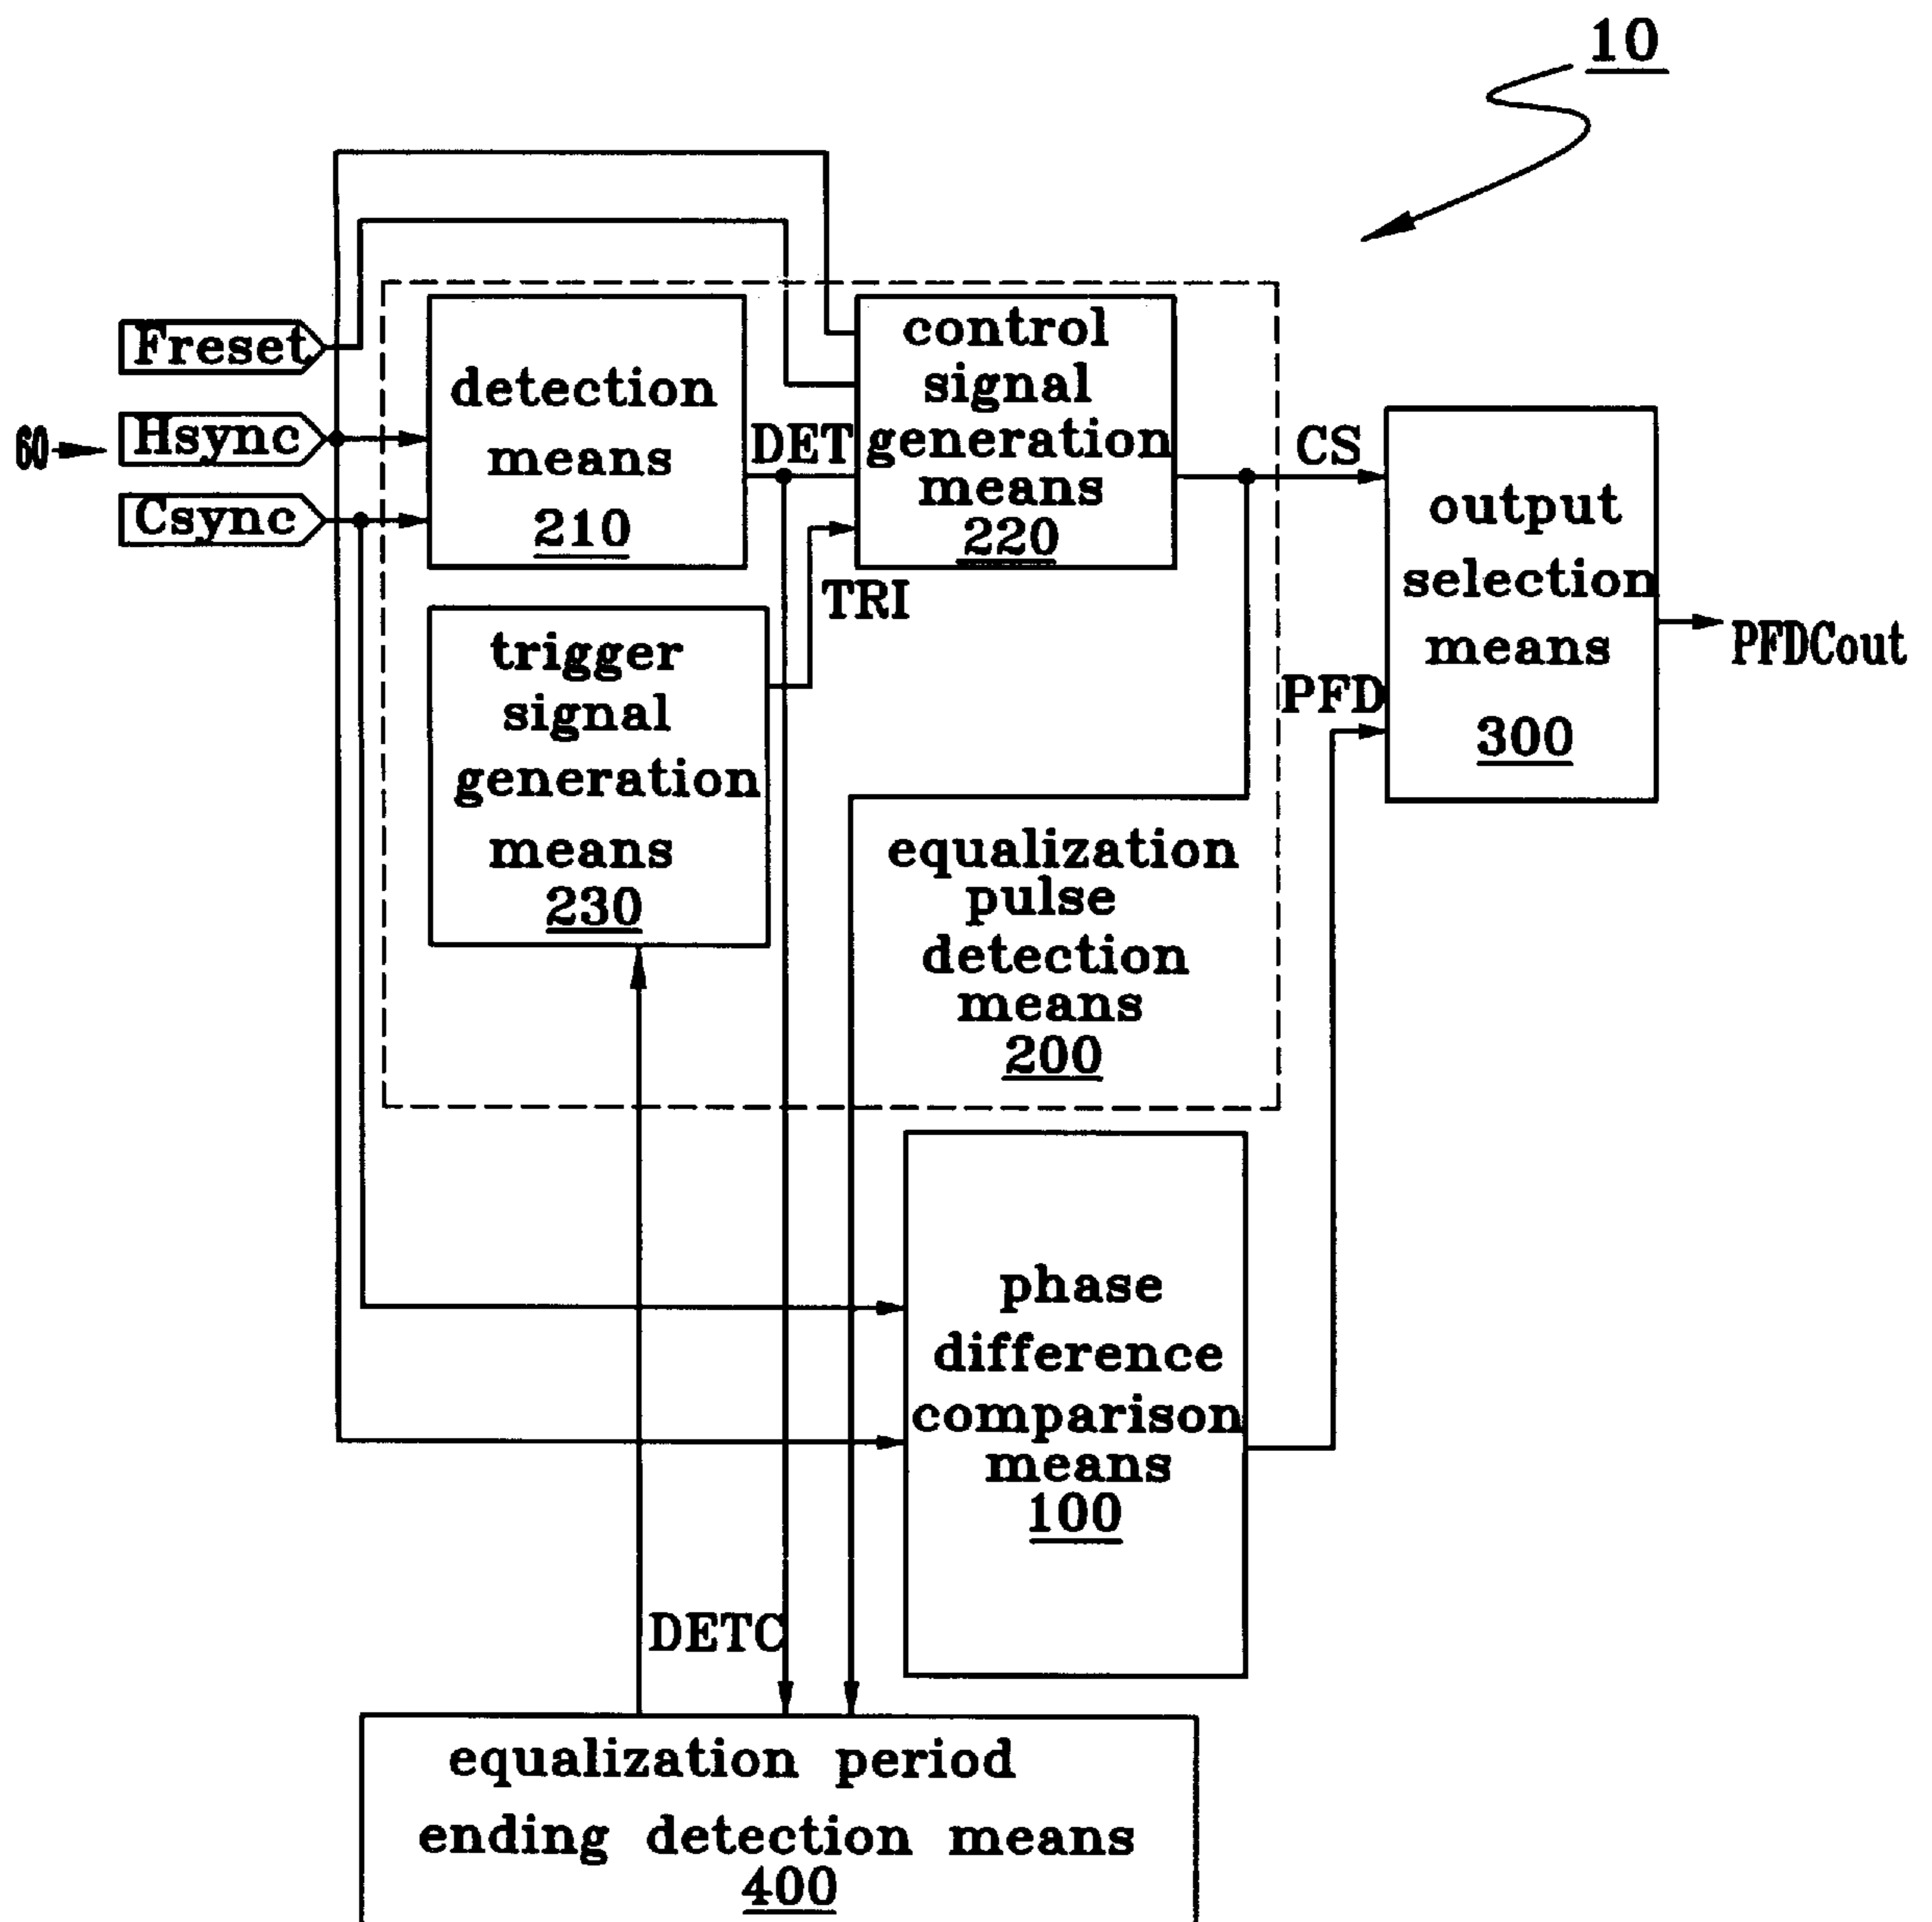 10
Freset
60
Hsync
Csync
detection
means
210
DET
control
signal
generation
means
220
TRI
CS
output
selection
means
300
PFD
PFDCout
trigger
signal
generation
means
230
equalization
pulse
detection
means
200
phase
difference
comparison
means
100
DETC
equalization period
ending detection means
400